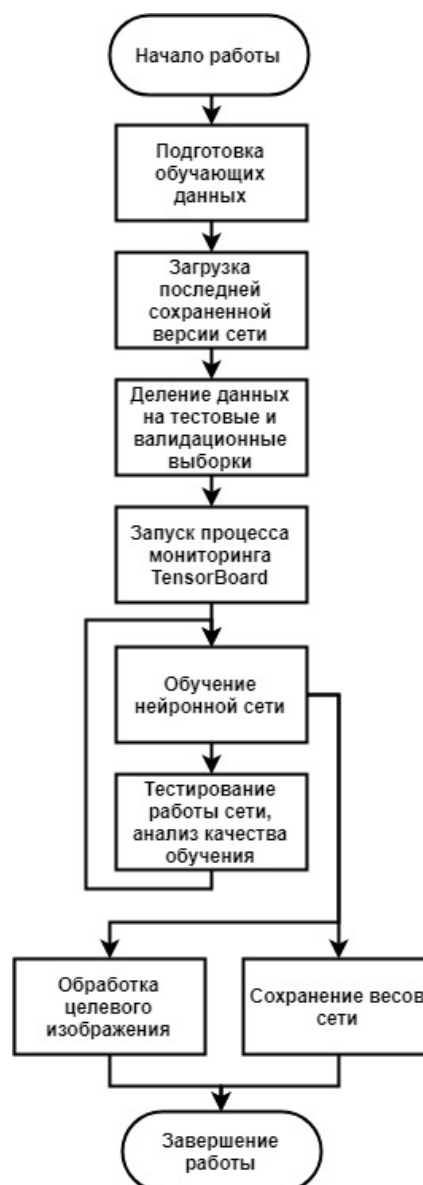 Начало работы
Подготовка
обучающих
данных
Загрузка
последней
сохраненной
версии сети
Деление данных
на тестовые и
валидационные
выборки
Запуск процесса
мониторинга
TensorBoard
Обучение
нейронной сети
Тестирование
работы сети,
анализ качества
обучения
Обработка
целевого
изображения
Сохранение весов
сети
Завершение
работы